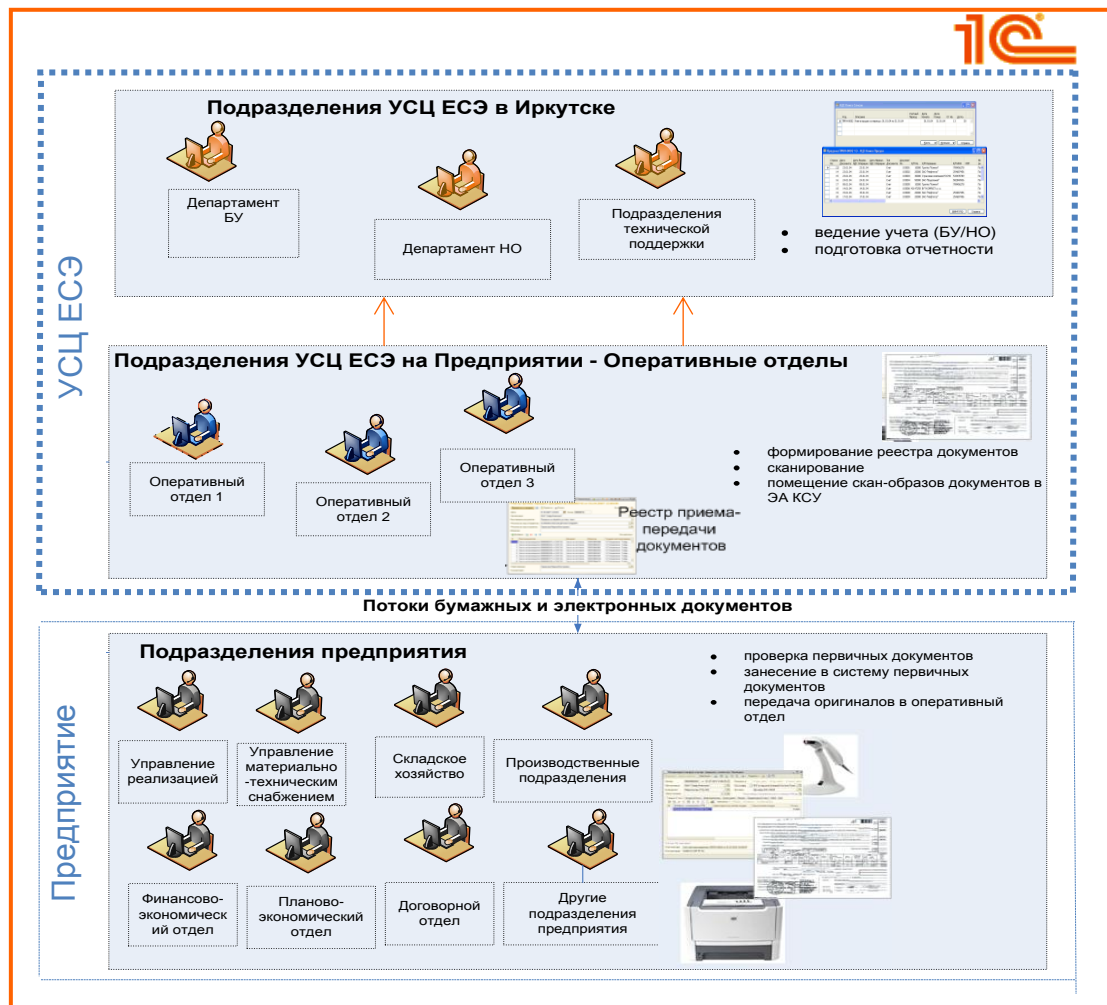 1С
Подразделения УСЦ ЕСЭ в Иркутске
Департамент
БУ
Департамент НО
Подразделения
технической
поддержки
ведение учета (БУ/НО)
подготовка отчетности
УСЦ ЕСЭ
Подразделения УСЦ ЕСЭ на Предприятии - Оперативные отделы
Оперативный
отдел 1
Оперативный
отдел 2
Оперативный
отдел 3
формирование реестра документов
сканирование
помещение скан-образов документов в
ЭА КСУ
Реестр приема-
передачи
документов
Потоки бумажных и электронных документов
Предприятие
Подразделения предприятия
проверка первичных документов
занесение в систему первичных
документов
передача оригиналов в оперативный
отдел
Управление
реализацией
Управление
материально
-техническим
снабжением
Складское
хозяйство
Производственные
подразделения
Финансово-
экономическ
ий отдел
Планово-
экономический
отдел
Договорной
отдел
Другие
подразделения
предприятия